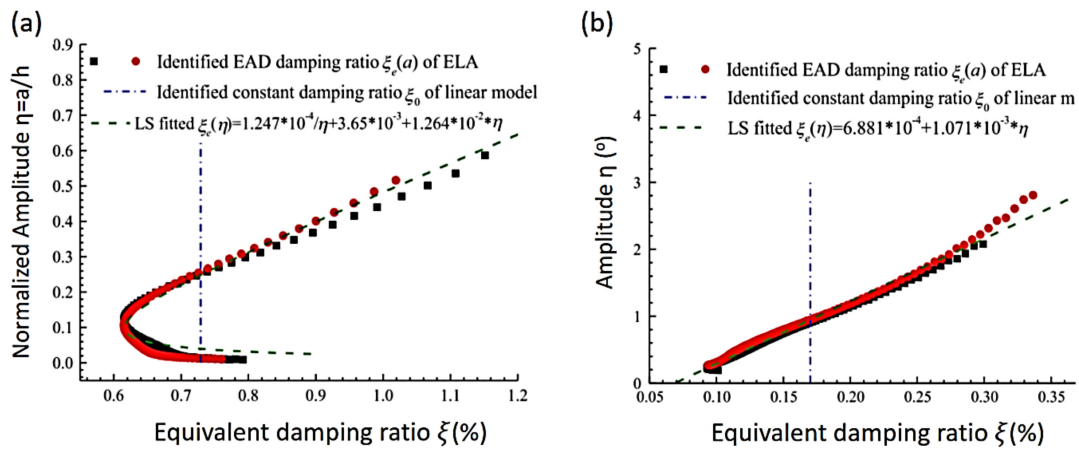 (a)
Normalized Amplitude η=a/h
0.9
0.8
0.7
0.6
0.5
0.4
0.3
0.2
0.1
0.0
Identified EAD damping ratio ξₑ(a) of ELA
Identified constant damping ratio ξ₀ of linear model
LS fitted ξₑ(η)=1.247*10⁻⁴/η+3.65*10⁻³+1.264*10⁻²*η
0.6 0.7 0.8 0.9 1.0 1.1 1.2
Equivalent damping ratio ξ(%)
(b)
Amplitude η (°)
5
4
3
2
1
0
Identified EAD damping ratio ξₑ(a) of ELA
Identified constant damping ratio ξ₀ of linear m
LS fitted ξₑ(η)=6.881*10⁻⁴+1.071*10⁻³*η
0.05 0.10 0.15 0.20 0.25 0.30 0.35
Equivalent damping ratio ξ(%)